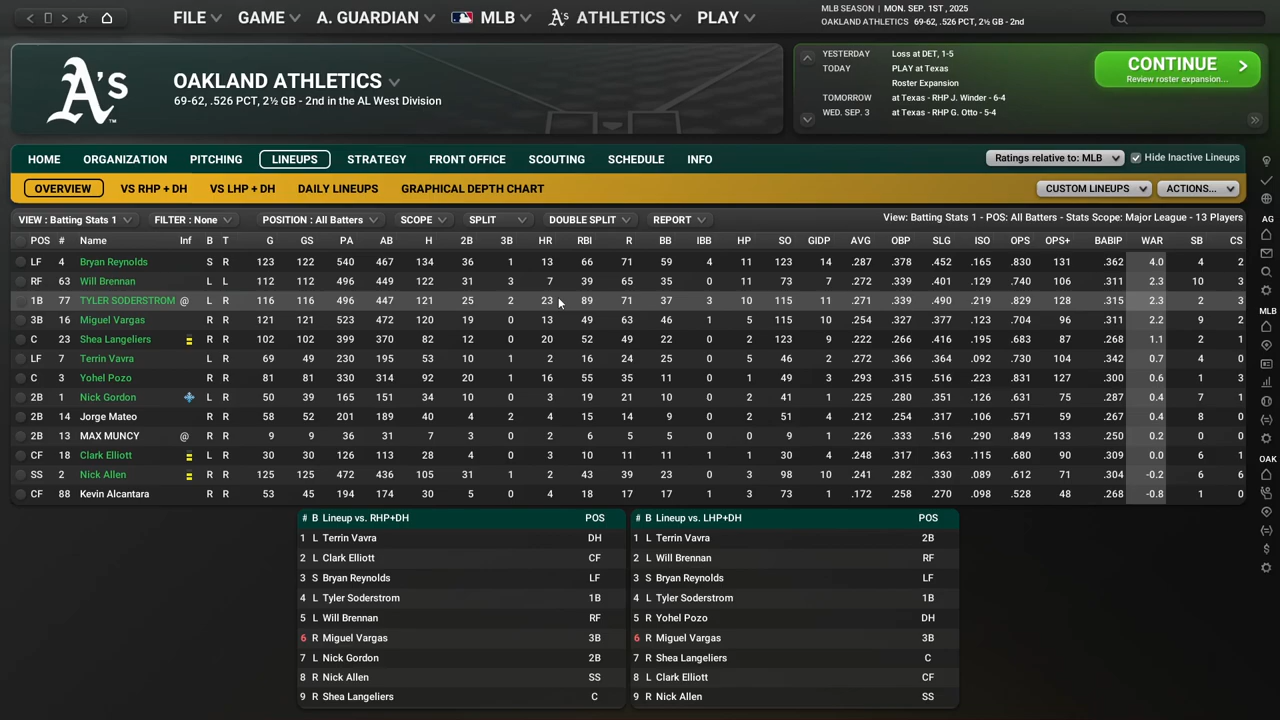 FILE GAME A. GUARDIAN MLB A's ATHLETICS PLAY
MLB SEASON | MON. SEP. 1ST , 2025
OAKLAND ATHLETICS 69-62, .526 PCT, 2½ GB - 2nd
A's
OAKLAND ATHLETICS
69-62, .526 PCT, 2½ GB - 2nd in the AL West Division
YESTERDAY Loss at DET, 1-5
TODAY PLAY at Texas
Roster Expansion
TOMORROW at Texas - RHP J. Winder - 6-4
WED. SEP. 3 at Texas - RHP G. Otto - 5-4
CONTINUE
Review roster expansion...
HOME ORGANIZATION PITCHING LINEUPS STRATEGY FRONT OFFICE SCOUTING SCHEDULE INFO Ratings relative to: MLB Hide Inactive Lineups
OVERVIEW VS RHP + DH VS LHP + DH DAILY LINEUPS GRAPHICAL DEPTH CHART CUSTOM LINEUPS ACTIONS...
VIEW : Batting Stats 1 FILTER : None POSITION : All Batters SCOPE SPLIT DOUBLE SPLIT REPORT View: Batting Stats 1 - POS: All Batters - Stats Scope: Major League - 13 Players
POS # Name Inf B T G GS PA AB H 2B 3B HR RBI R BB IBB HP SO GIDP AVG OBP SLG ISO OPS OPS+ BABIP WAR SB CS
LF 4 Bryan Reynolds S R 123 122 540 467 134 36 1 13 66 71 59 4 11 123 14 .287 .378 .452 .165 .830 131 .362 4.0 4 2
RF 63 Will Brennan L L 112 112 496 449 122 31 3 7 39 65 35 0 10 73 7 .272 .339 .401 .129 .740 106 .311 2.3 10 3
1B 77 TYLER SODERSTROM @ L R 116 116 496 447 121 25 2 23 89 71 37 3 10 115 11 .271 .339 .490 .219 .829 128 .315 2.3 2 3
3B 16 Miguel Vargas R R 121 121 523 472 120 19 0 13 49 63 46 1 5 115 10 .254 .327 .377 .123 .704 96 .311 2.2 9 2
C 23 Shea Langeliers R R 102 102 399 370 82 12 0 20 52 49 22 0 2 123 9 .222 .266 .416 .195 .683 87 .268 1.1 2 1
LF 7 Terrin Vavra L R 69 49 230 195 53 10 1 2 16 24 25 0 5 46 2 .272 .366 .364 .092 .730 104 .342 0.7 4 0
C 3 Yohel Pozo R R 81 81 330 314 92 20 1 16 55 35 11 0 1 49 3 .293 .315 .516 .223 .831 127 .300 0.6 1 3
2B 1 Nick Gordon L R 50 39 165 151 34 10 0 3 19 21 10 0 2 41 1 .225 .280 .351 .126 .631 75 .287 0.4 7 1
2B 14 Jorge Mateo R R 58 52 201 189 40 4 2 4 15 14 9 0 2 51 4 .212 .254 .317 .106 .571 59 .267 0.4 8 0
2B 13 MAX MUNCY @ R R 9 9 36 31 7 3 0 2 6 5 5 0 0 9 1 .226 .333 .516 .290 .849 133 .250 0.2 0 0
CF 18 Clark Elliott L R 30 30 126 113 28 4 0 3 10 11 11 1 1 30 4 .248 .317 .363 .115 .680 90 .309 0.0 6 1
SS 2 Nick Allen R R 125 125 472 436 105 31 1 2 43 39 23 0 3 98 10 .241 .282 .330 .089 .612 71 .304 -0.2 6 6
CF 88 Kevin Alcantara R R 53 45 194 174 30 5 0 4 18 17 17 1 3 73 1 .172 .258 .270 .098 .528 48 .268 -0.8 1 0
# B Lineup vs. RHP+DH POS # B Lineup vs. LHP+DH POS
1 L Terrin Vavra DH 1 L Terrin Vavra 2B
2 L Clark Elliott CF 2 L Will Brennan RF
3 S Bryan Reynolds LF 3 S Bryan Reynolds LF
4 L Tyler Soderstrom 1B 4 L Tyler Soderstrom 1B
5 L Will Brennan RF 5 R Yohel Pozo DH
6 R Miguel Vargas 3B 6 R Miguel Vargas 3B
7 L Nick Gordon 2B 7 R Shea Langeliers C
8 R Nick Allen SS 8 L Clark Elliott CF
9 R Shea Langeliers C 9 R Nick Allen SS
AG
MLB
OAK